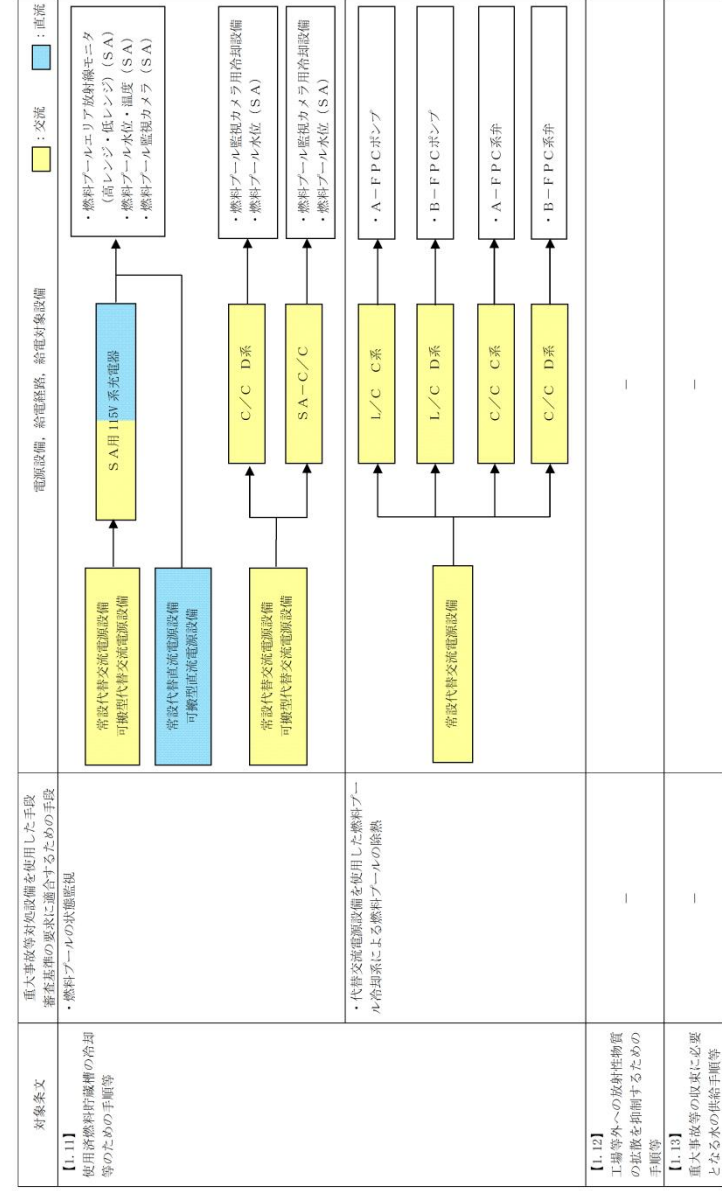 ：交流
：直流
対象条文
重大事故等対処設備を使用した手段
審査基準の要求に適合するための手段
電源設備，給電経路，給電対象設備
【1.11】
使用済燃料貯蔵槽の冷却
等のための手順等
・燃料プールの状態監視
常設代替交流電源設備
可搬型代替交流電源設備
ＳＡ用 115V 系充電器
・燃料プールエリア放射線モニタ
（高レンジ・低レンジ）（ＳＡ）
・燃料プール水位・温度（ＳＡ）
・燃料プール監視カメラ（ＳＡ）
常設代替直流電源設備
可搬型直流電源設備
常設代替交流電源設備
可搬型代替交流電源設備
Ｃ／Ｃ　Ｄ系
・燃料プール監視カメラ用冷却設備
・燃料プール水位（ＳＡ）
ＳＡ－Ｃ／Ｃ
・燃料プール監視カメラ用冷却設備
・燃料プール水位（ＳＡ）
・代替交流電源設備を使用した燃料プー
ル冷却系による燃料プールの除熱
常設代替交流電源設備
Ｌ／Ｃ　Ｃ系
・Ａ－ＦＰＣポンプ
Ｌ／Ｃ　Ｄ系
・Ｂ－ＦＰＣポンプ
Ｃ／Ｃ　Ｃ系
・Ａ－ＦＰＣ系弁
Ｃ／Ｃ　Ｄ系
・Ｂ－ＦＰＣ系弁
【1.12】
工場等外への放射性物質
の拡散を抑制するための
手順等
－
－
【1.13】
重大事故等の収束に必要
となる水の供給手順等
－
－